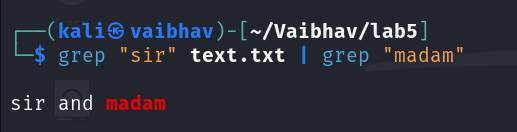 ┌──(kali㉿vaibhav)-[~/Vaibhav/lab5]
└─$ grep "sir" text.txt | grep "madam"
sir and madam